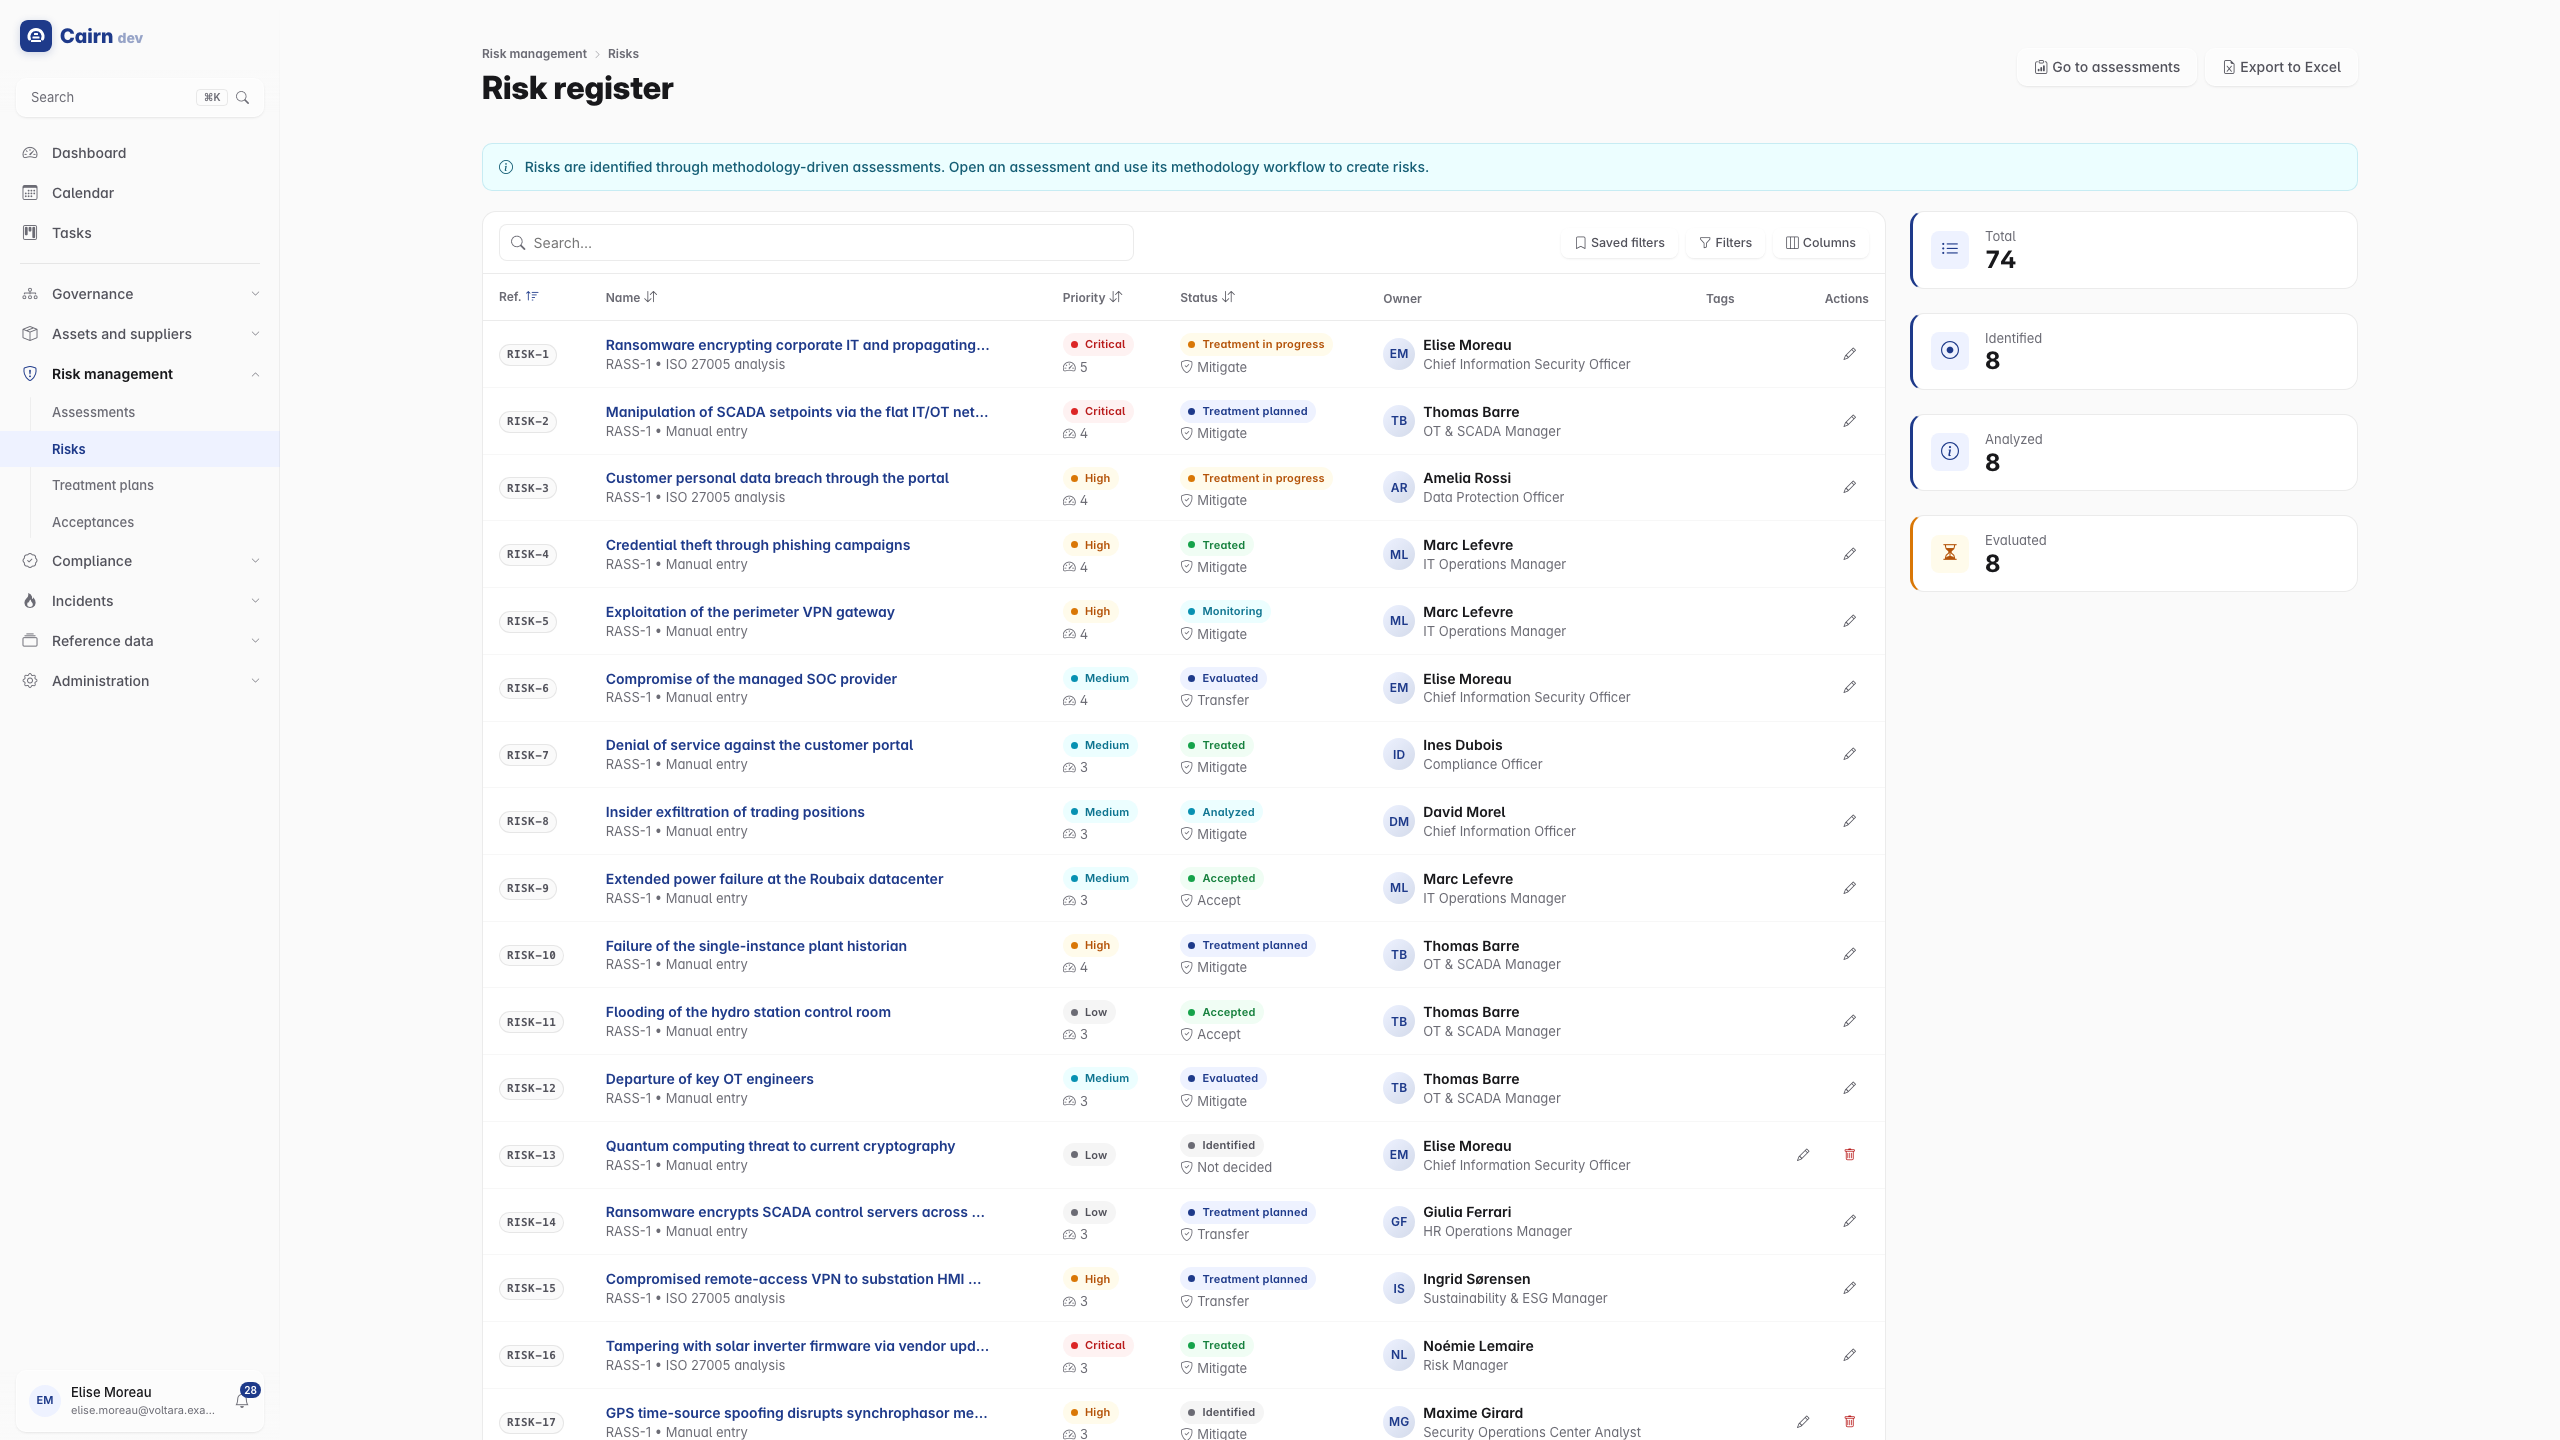 Cairn dev
Search ⌘K
Dashboard
Calendar
Tasks
Governance
Assets and suppliers
Risk management
Assessments
Risks
Treatment plans
Acceptances
Compliance
Incidents
Reference data
Administration
EM Elise Moreau 28
elise.moreau@voltara.exa...
Risk management > Risks
Risk register
Go to assessments Export to Excel
Risks are identified through methodology-driven assessments. Open an assessment and use its methodology workflow to create risks.
Search... Saved filters Filters Columns
Ref. Name Priority Status Owner Tags Actions
RISK-1 Ransomware encrypting corporate IT and propagating... Critical Treatment in progress EM Elise Moreau
RASS-1 • ISO 27005 analysis 5 Mitigate Chief Information Security Officer
RISK-2 Manipulation of SCADA setpoints via the flat IT/OT net... Critical Treatment planned TB Thomas Barre
RASS-1 • Manual entry 4 Mitigate OT & SCADA Manager
RISK-3 Customer personal data breach through the portal High Treatment in progress AR Amelia Rossi
RASS-1 • ISO 27005 analysis 4 Mitigate Data Protection Officer
RISK-4 Credential theft through phishing campaigns High Treated ML Marc Lefevre
RASS-1 • Manual entry 4 Mitigate IT Operations Manager
RISK-5 Exploitation of the perimeter VPN gateway High Monitoring ML Marc Lefevre
RASS-1 • Manual entry 4 Mitigate IT Operations Manager
RISK-6 Compromise of the managed SOC provider Medium Evaluated EM Elise Moreau
RASS-1 • Manual entry 4 Transfer Chief Information Security Officer
RISK-7 Denial of service against the customer portal Medium Treated ID Ines Dubois
RASS-1 • Manual entry 3 Mitigate Compliance Officer
RISK-8 Insider exfiltration of trading positions Medium Analyzed DM David Morel
RASS-1 • Manual entry 3 Mitigate Chief Information Officer
RISK-9 Extended power failure at the Roubaix datacenter Medium Accepted ML Marc Lefevre
RASS-1 • Manual entry 3 Accept IT Operations Manager
RISK-10 Failure of the single-instance plant historian High Treatment planned TB Thomas Barre
RASS-1 • Manual entry 4 Mitigate OT & SCADA Manager
RISK-11 Flooding of the hydro station control room Low Accepted TB Thomas Barre
RASS-1 • Manual entry 3 Accept OT & SCADA Manager
RISK-12 Departure of key OT engineers Medium Evaluated TB Thomas Barre
RASS-1 • Manual entry 3 Mitigate OT & SCADA Manager
RISK-13 Quantum computing threat to current cryptography Low Identified EM Elise Moreau
RASS-1 • Manual entry Not decided Chief Information Security Officer
RISK-14 Ransomware encrypts SCADA control servers across ... Low Treatment planned GF Giulia Ferrari
RASS-1 • Manual entry 3 Transfer HR Operations Manager
RISK-15 Compromised remote-access VPN to substation HMI ... High Treatment planned IS Ingrid Sørensen
RASS-1 • ISO 27005 analysis 3 Transfer Sustainability & ESG Manager
RISK-16 Tampering with solar inverter firmware via vendor upd... Critical Treated NL Noémie Lemaire
RASS-1 • ISO 27005 analysis 3 Mitigate Risk Manager
RISK-17 GPS time-source spoofing disrupts synchrophasor me... High Identified MG Maxime Girard
RASS-1 • Manual entry 3 Mitigate Security Operations Center Analyst
Total
74
Identified
8
Analyzed
8
Evaluated
8